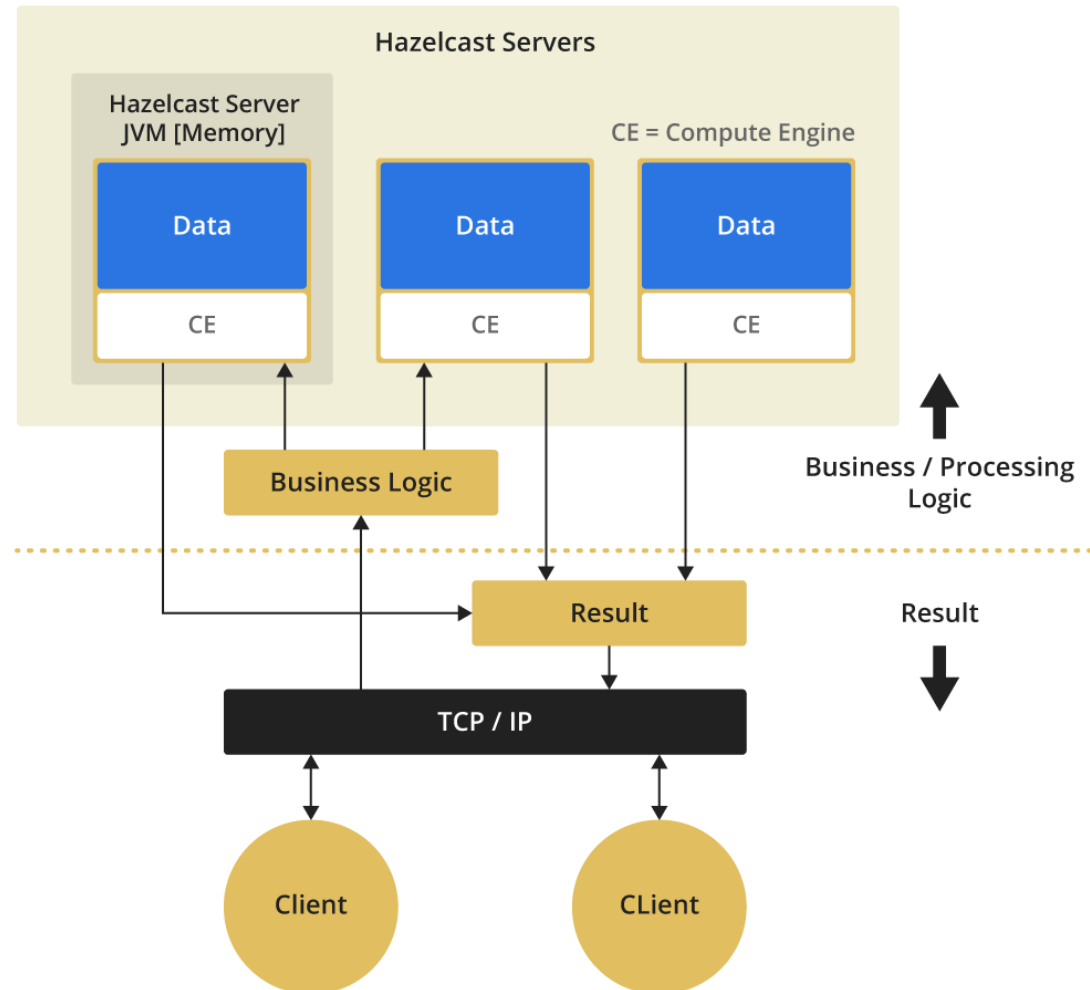 Hazelcast Servers
Hazelcast Server
JVM [Memory]
CE = Compute Engine
Data
Data
Data
CE
CE
CE
Business Logic
Business / Processing
Logic
Result
Result
TCP / IP
Client
CLient